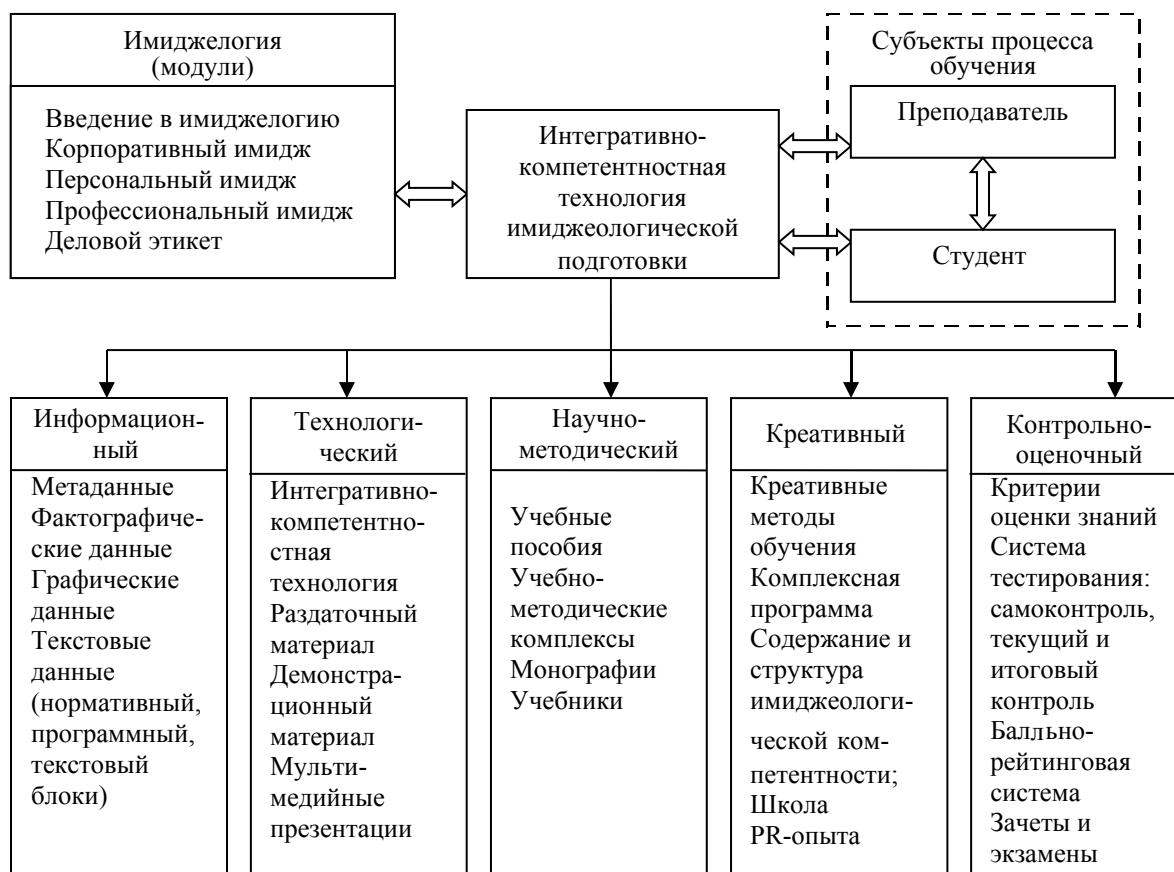 Имиджелогия
(модули)
Введение в имиджелогию
Корпоративный имидж
Персональный имидж
Профессиональный имидж
Деловой этикет
Интегративно-
компетентностная
технология
имиджеологической
подготовки
Субъекты процесса
обучения
Преподаватель
Студент
Информацион-
ный
Метаданные
Фактографиче-
ские данные
Графические
данные
Текстовые
данные
(нормативный,
программный,
текстовый
блоки)
Технологи-
ческий
Интегративно-
компетентно-
стная
технология
Раздаточный
материал
Демонстра-
ционный
материал
Мульти-
медийные
презентации
Научно-
методический
Учебные
пособия
Учебно-
методические
комплексы
Монографии
Учебники
Креативный
Креативные
методы
обучения
Комплексная
программа
Содержание и
структура
имиджеологи-
ческой ком-
петентности;
Школа
PR-опыта
Контрольно-
оценочный
Критерии
оценки знаний
Система
тестирования:
самоконтроль,
текущий и
итоговый
контроль
Балльно-
рейтинговая
система
Зачеты и
экзамены